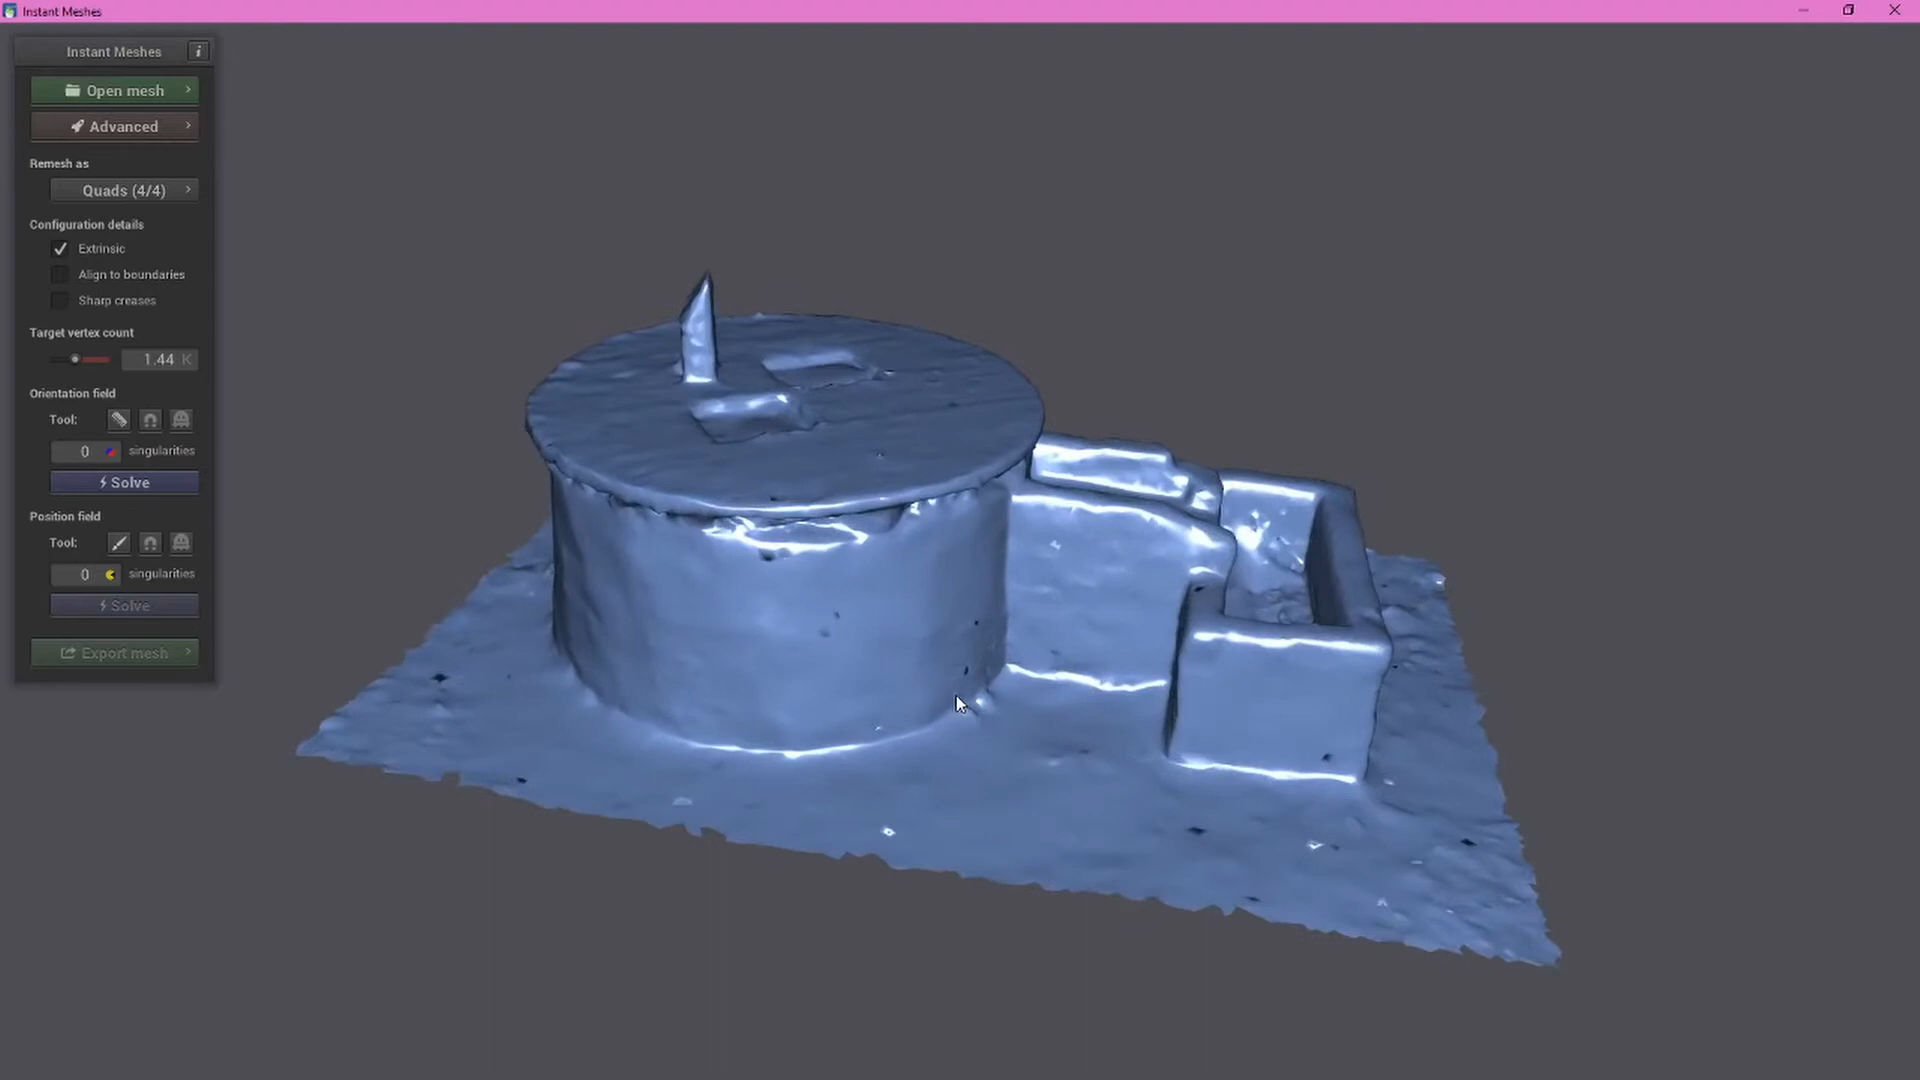 Instant Meshes
Instant Meshes i
Open mesh
Advanced
Remesh as
Quads (4/4)
Configuration details
Extrinsic
Align to boundaries
Sharp creases
Target vertex count
1.44 K
Orientation field
Tool:
0 singularities
Solve
Position field
Tool:
0 singularities
Solve
Export mesh